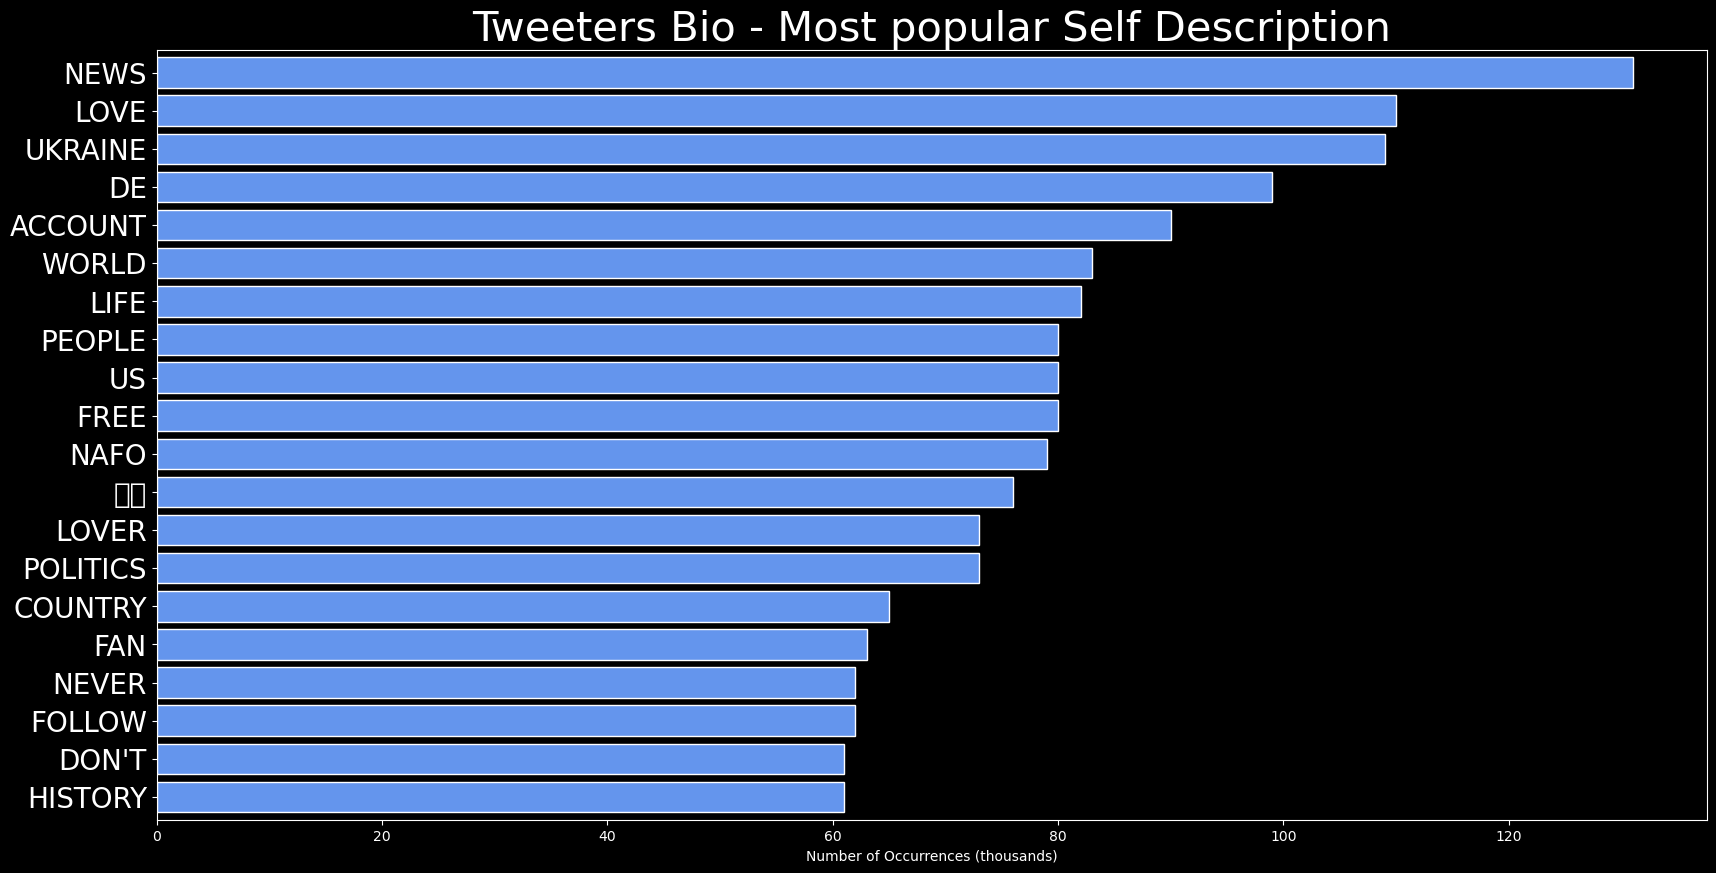 Tweeters Bio - Most popular Self Description
NEWS
LOVE
UKRAINE
DE
ACCOUNT
WORLD
LIFE
PEOPLE
US
FREE
NAFO
LOVER
POLITICS
COUNTRY
FAN
NEVER
FOLLOW
DON'T
HISTORY
0 20 40 60 80 100 120
Number of Occurrences (thousands)